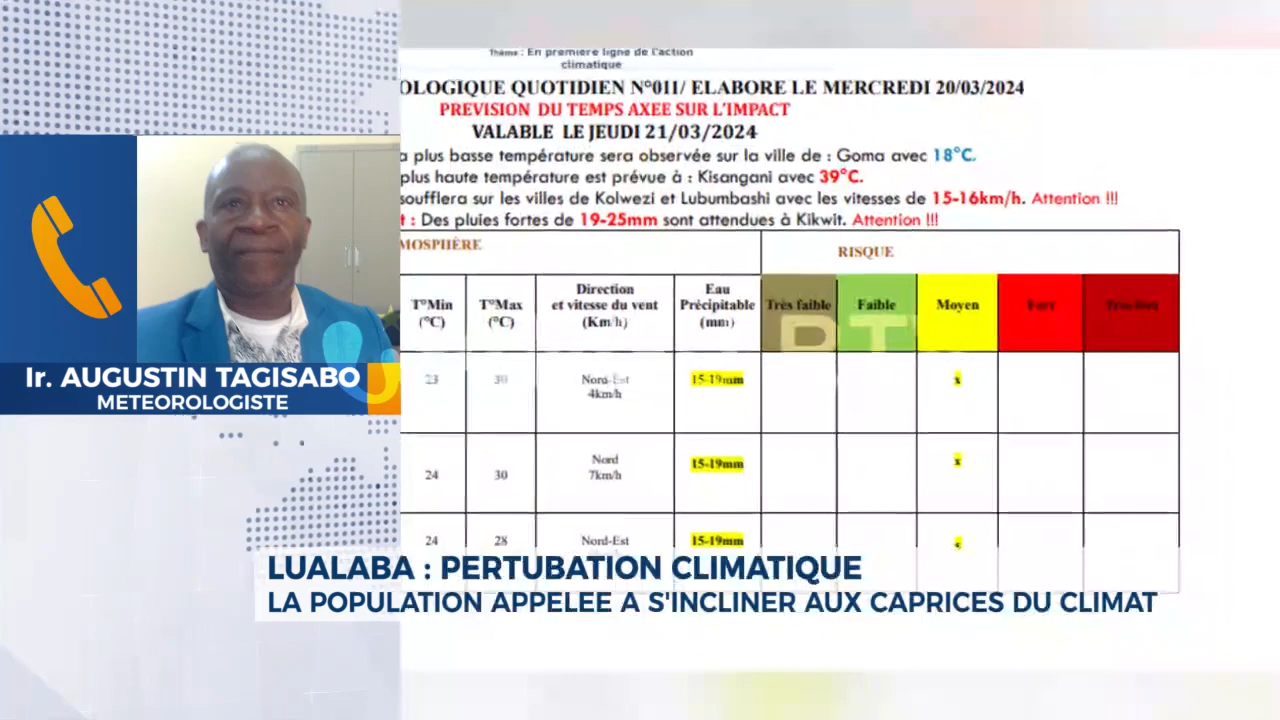 Thème : En première ligne de l'action
climatique
OLOGIQUE QUOTIDIEN N°011/ ELABORE LE MERCREDI 20/03/2024
PREVISION DU TEMPS AXEE SUR L'IMPACT
VALABLE LE JEUDI 21/03/2024
a plus basse température sera observée sur la ville de : Goma avec 18°C.
plus haute température est prévue à : Kisangani avec 39°C.
soufflera sur les villes de Kolwezi et Lubumbashi avec les vitesses de 15-16km/h. Attention !!!
t : Des pluies fortes de 19-25mm sont attendues à Kikwit. Attention !!!
MOSPHÈRE RISQUE
T°Min (°C) T°Max (°C) Direction et vitesse du vent (Km/h) Eau Précipitable (mm) Très faible Faible Moyen Fort Très fort
23 30 Nord-Est 4km/h 15-19mm x
24 30 Nord 7km/h 15-19mm x
24 28 Nord-Est 15-19mm
Ir. AUGUSTIN TAGISABO
METEOROLOGISTE
LUALABA : PERTUBATION CLIMATIQUE
LA POPULATION APPELEE A S'INCLINER AUX CAPRICES DU CLIMAT